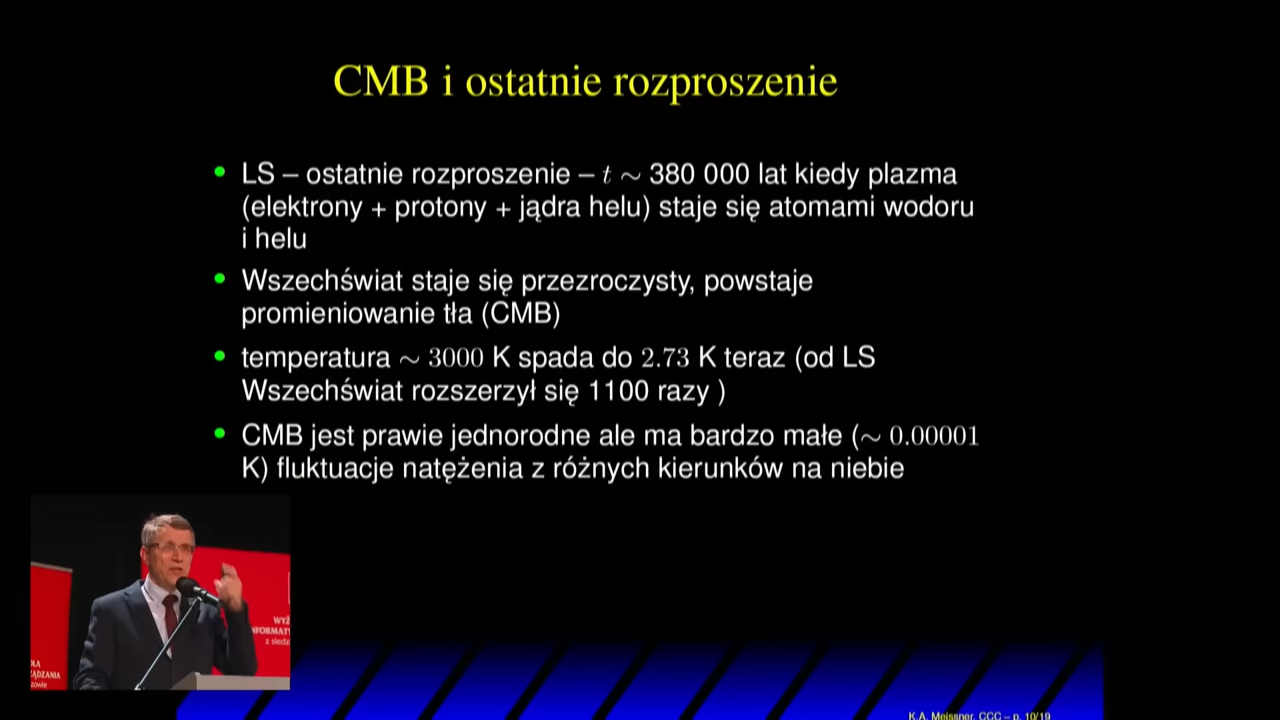 CMB i ostatnie rozproszenie
• LS – ostatnie rozproszenie – t ∼ 380 000 lat kiedy plazma
(elektrony + protony + jądra helu) staje się atomami wodoru
i helu
• Wszechświat staje się przezroczysty, powstaje
promieniowanie tła (CMB)
• temperatura ∼ 3000 K spada do 2.73 K teraz (od LS
Wszechświat rozszerzył się 1100 razy )
• CMB jest prawie jednorodne ale ma bardzo małe (∼ 0.00001
K) fluktuacje natężenia z różnych kierunków na niebie
K.A. Meissner, CCC – p. 10/19